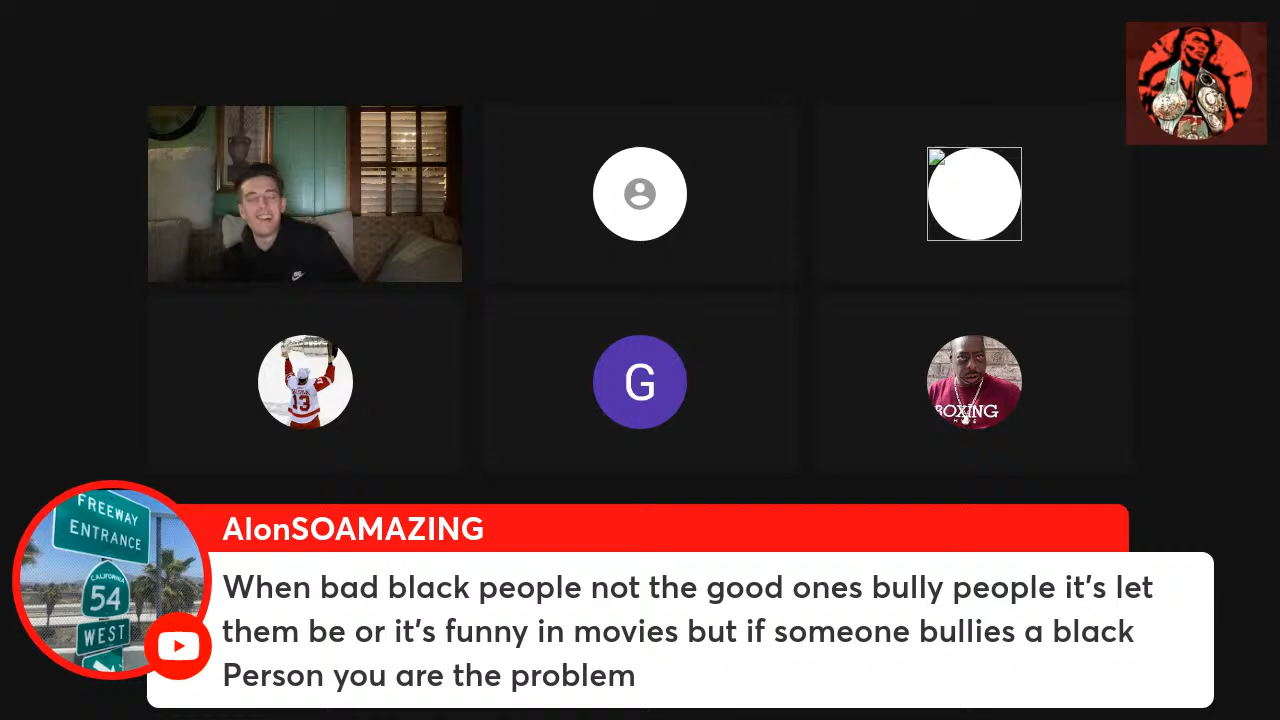 13
G
BOXING
FREEWAY
ENTRANCE
CALIFORNIA
54
WEST
AlonSOAMAZING
When bad black people not the good ones bully people it's let
them be or it's funny in movies but if someone bullies a black
Person you are the problem